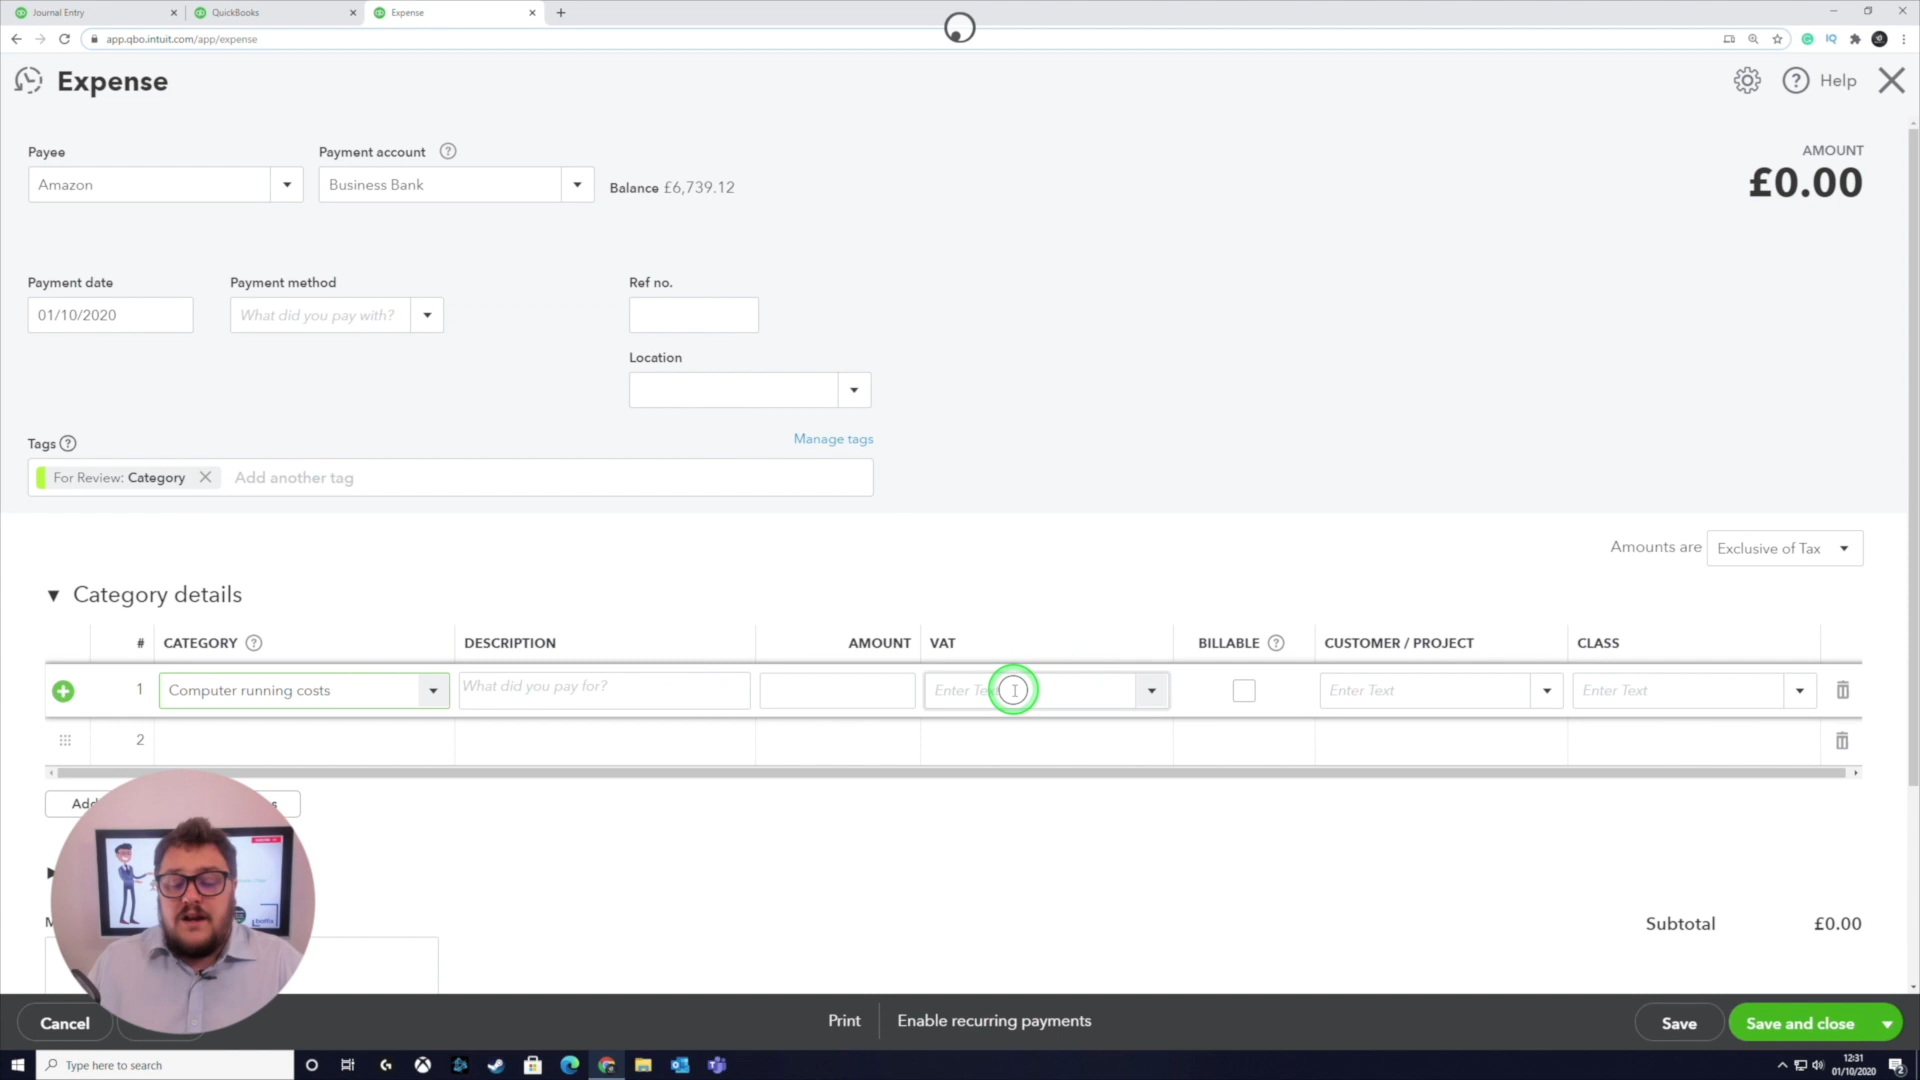 Journal Entry
QuickBooks
Expense
app.qbo.intuit.com/app/expense
IQ
Expense
Help
Payee
Payment account
AMOUNT
£0.00
Amazon
Business Bank
Balance £6,739.12
Payment date
Payment method
Ref no.
01/10/2020
What did you pay with?
Location
Tags
Manage tags
For Review: Category
Add another tag
Amounts are
Exclusive of Tax
Category details
# CATEGORY DESCRIPTION AMOUNT VAT BILLABLE CUSTOMER / PROJECT CLASS
1 Computer running costs What did you pay for? Enter Enter Text Enter Text
2
Add
Subtotal £0.00
Cancel
Print
Enable recurring payments
Save
Save and close
Type here to search
12:31
01/10/2020
2